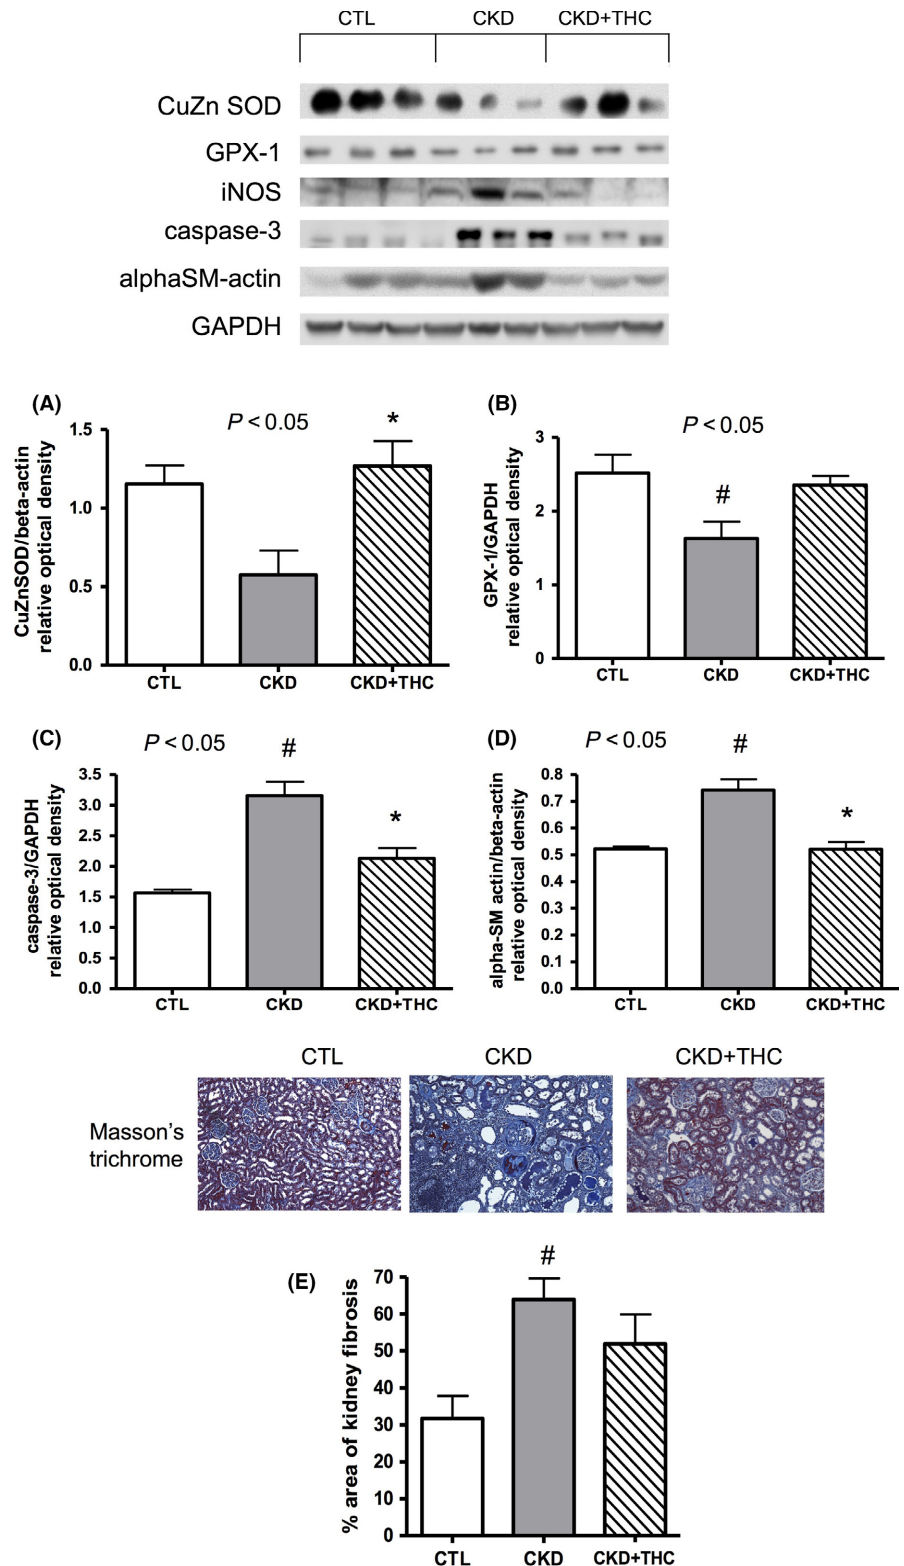 CTL CKD CKD+THC
CuZn SOD
GPX-1
iNOS
caspase-3
alphaSM-actin
GAPDH
(A)
P < 0.05
*
CuZnSOD/beta-actin
relative optical density
1.5
1.0
0.5
0.0
CTL CKD CKD+THC
(B)
P < 0.05
#
GPX-1/GAPDH
relative optical density
3
2
1
0
CTL CKD CKD+THC
(C)
P < 0.05
#
*
caspase-3/GAPDH
relative optical density
3.5
3.0
2.5
2.0
1.5
1.0
0.5
0.0
CTL CKD CKD+THC
(D)
P < 0.05
#
*
alpha-SM actin/beta-actin
relative optical density
0.8
0.7
0.6
0.5
0.4
0.3
0.2
0.1
0.0
CTL CKD CKD+THC
CTL CKD CKD+THC
Masson's
trichrome
(E)
#
% area of kidney fibrosis
70
60
50
40
30
20
10
0
CTL CKD CKD+THC